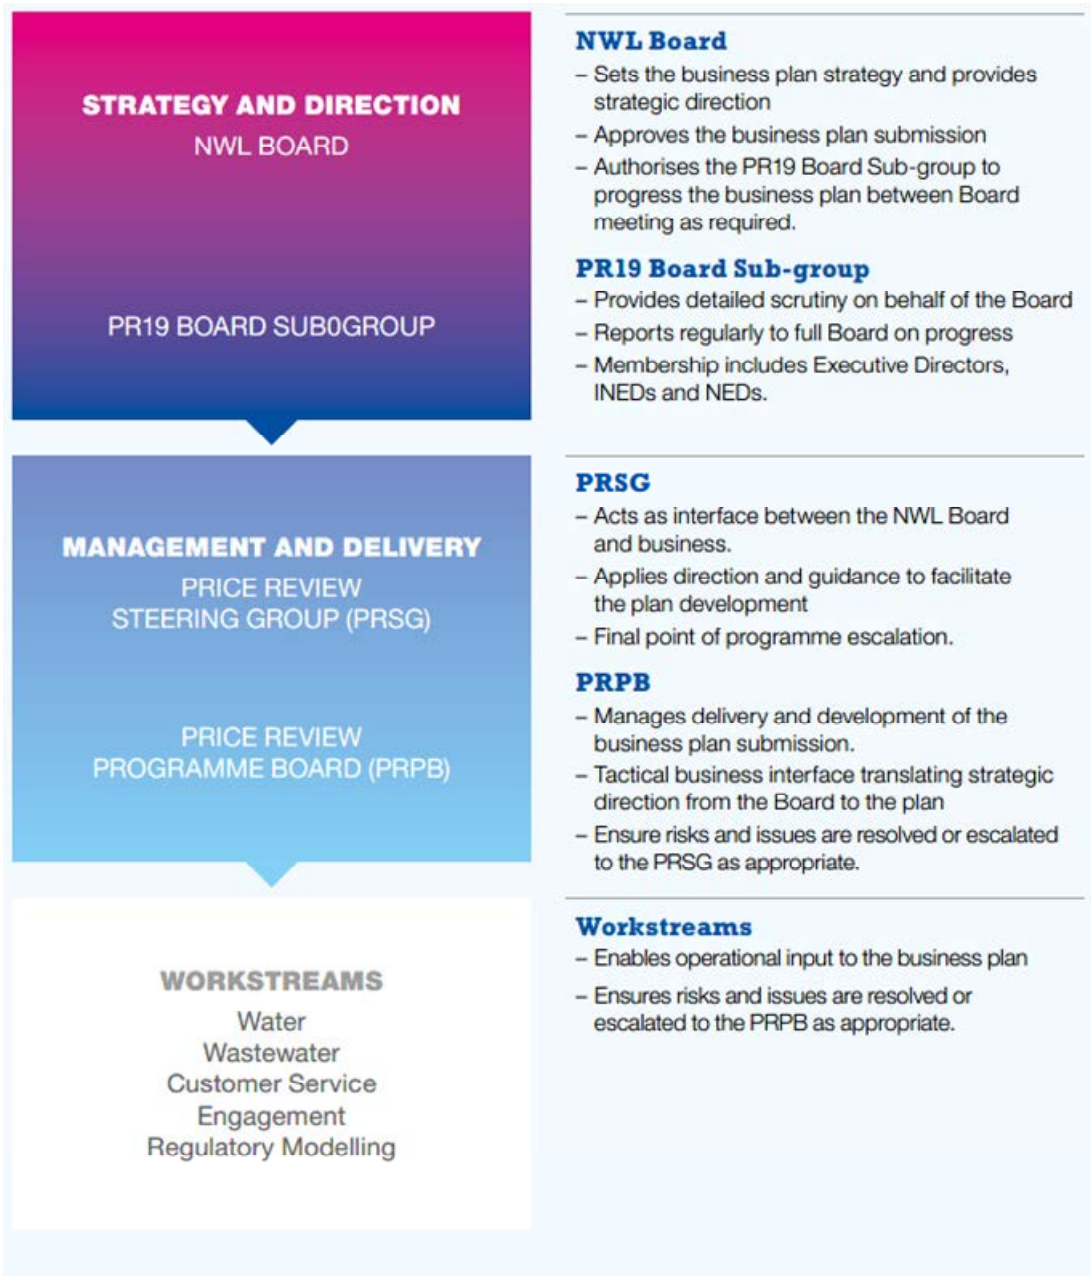 STRATEGY AND DIRECTION
NWL BOARD
PR19 BOARD SUB0GROUP
NWL Board
– Sets the business plan strategy and provides
strategic direction
– Approves the business plan submission
– Authorises the PR19 Board Sub-group to
progress the business plan between Board
meeting as required.
PR19 Board Sub-group
– Provides detailed scrutiny on behalf of the Board
– Reports regularly to full Board on progress
– Membership includes Executive Directors,
INEDs and NEDs.
MANAGEMENT AND DELIVERY
PRICE REVIEW
STEERING GROUP (PRSG)
PRICE REVIEW
PROGRAMME BOARD (PRPB)
PRSG
– Acts as interface between the NWL Board
and business.
– Applies direction and guidance to facilitate
the plan development
– Final point of programme escalation.
PRPB
– Manages delivery and development of the
business plan submission.
– Tactical business interface translating strategic
direction from the Board to the plan
– Ensure risks and issues are resolved or escalated
to the PRSG as appropriate.
WORKSTREAMS
Water
Wastewater
Customer Service
Engagement
Regulatory Modelling
Workstreams
– Enables operational input to the business plan
– Ensures risks and issues are resolved or
escalated to the PRPB as appropriate.